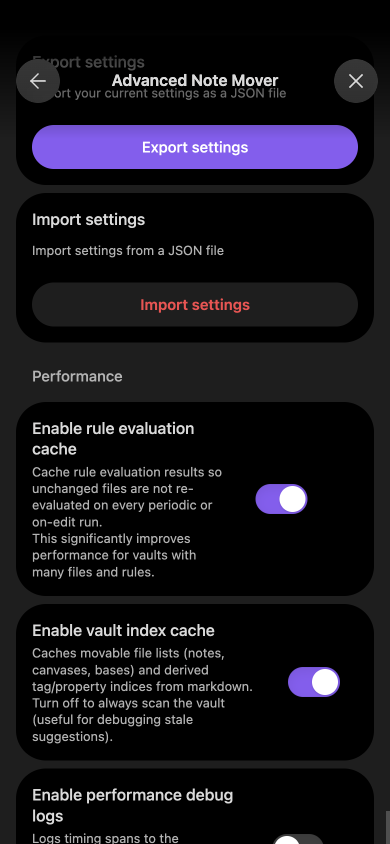 Export settings
Advanced Note Mover
ort your current settings as a JSON file
Export settings
Import settings
Import settings from a JSON file
Import settings
Performance
Enable rule evaluation
cache
Cache rule evaluation results so
unchanged files are not re-
evaluated on every periodic or
on-edit run.
This significantly improves
performance for vaults with
many files and rules.
Enable vault index cache
Caches movable file lists (notes,
canvases, bases) and derived
tag/property indices from markdown.
Turn off to always scan the vault
(useful for debugging stale
suggestions).
Enable performance debug
logs
Logs timing spans to the